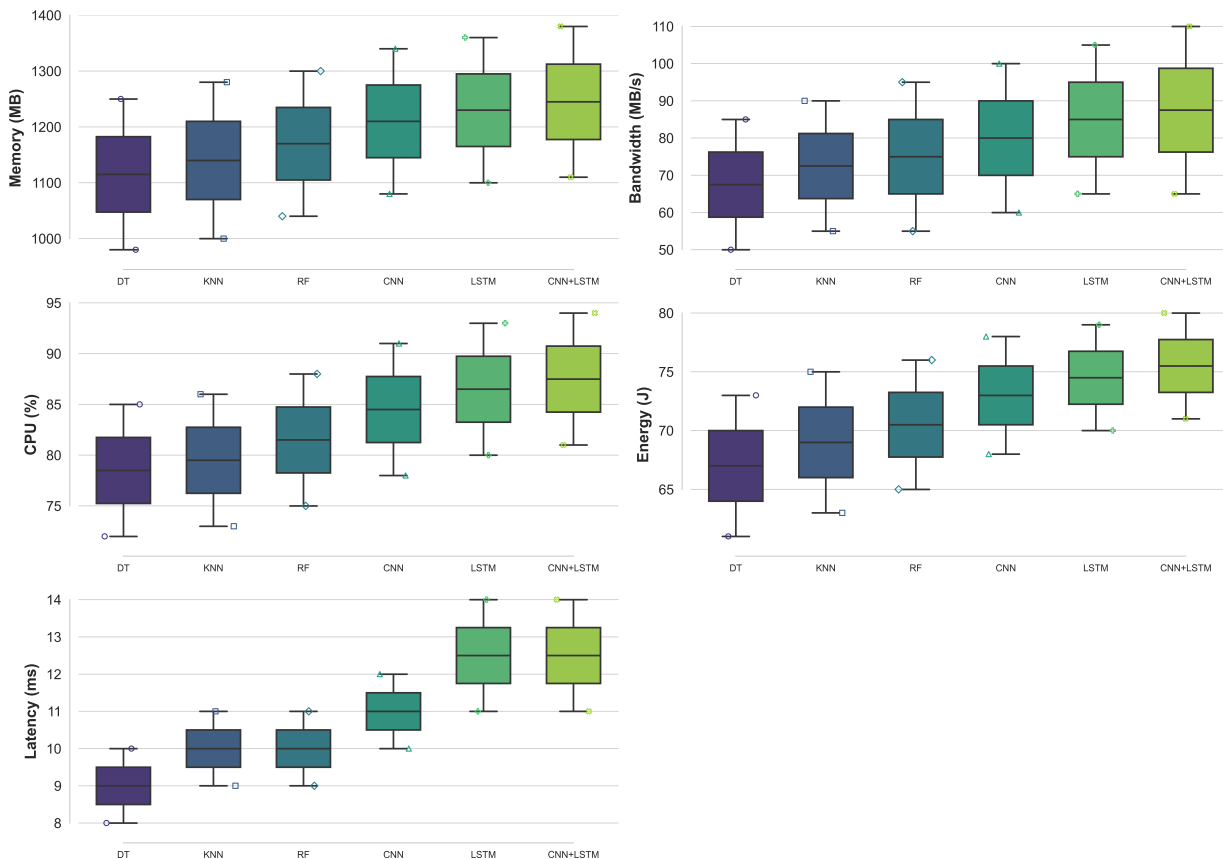 Memory (MB)
1400
1300
1200
1100
1000
DT KNN RF CNN LSTM CNN+LSTM
Bandwidth (MB/s)
110
100
90
80
70
60
50
DT KNN RF CNN LSTM CNN+LSTM
CPU (%)
95
90
85
80
75
DT KNN RF CNN LSTM CNN+LSTM
Energy (J)
80
75
70
65
DT KNN RF CNN LSTM CNN+LSTM
Latency (ms)
14
13
12
11
10
9
8
DT KNN RF CNN LSTM CNN+LSTM